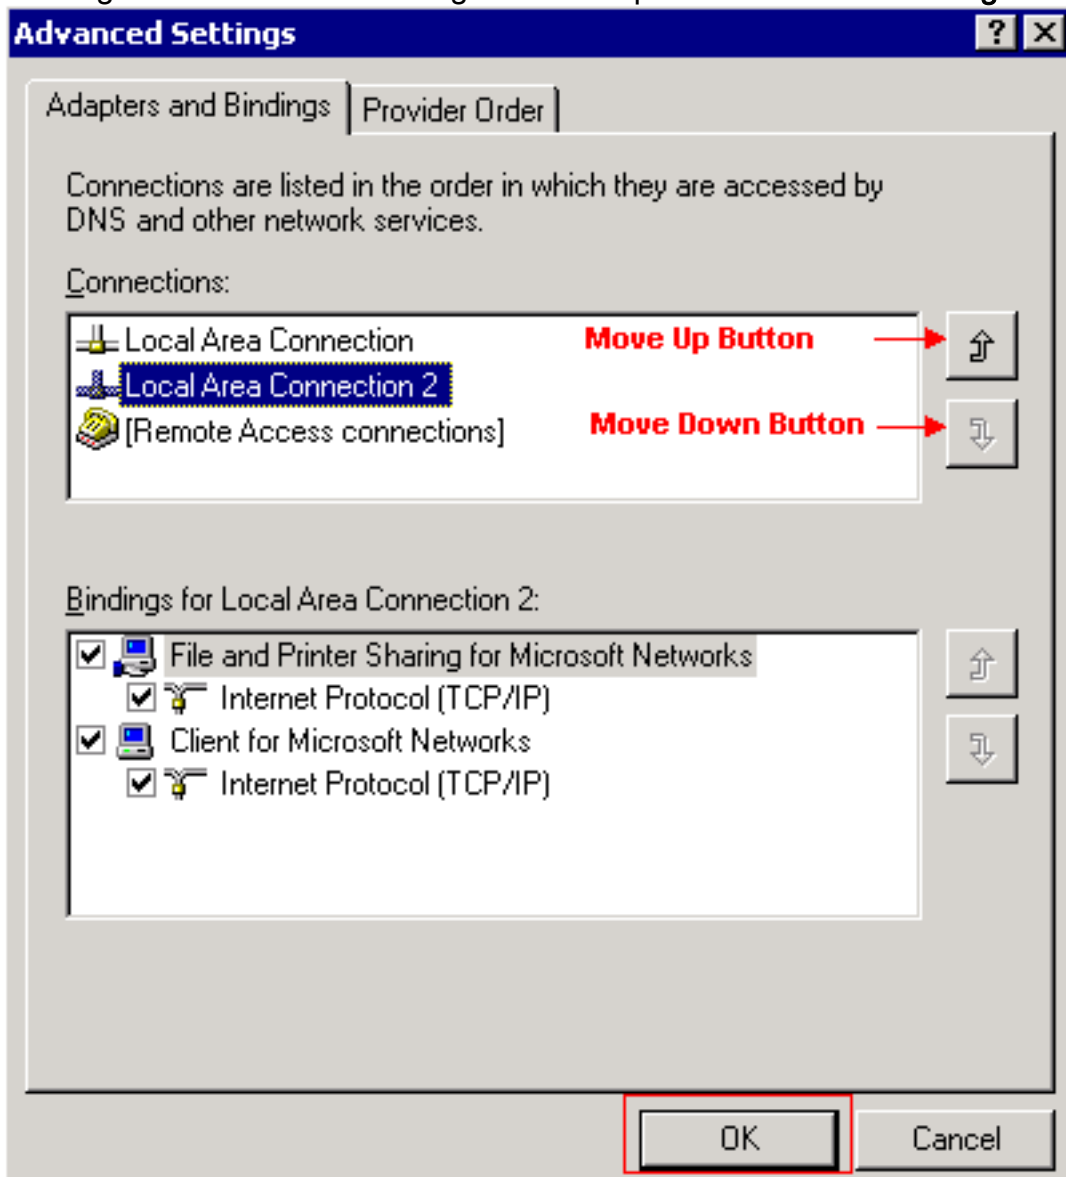 Advanced Settings
Adapters and Bindings Provider Order
Connections are listed in the order in which they are accessed by
DNS and other network services.
Connections:
Local Area Connection Move Up Button
Local Area Connection 2
[Remote Access connections] Move Down Button
Bindings for Local Area Connection 2:
File and Printer Sharing for Microsoft Networks
Internet Protocol (TCP/IP)
Client for Microsoft Networks
Internet Protocol (TCP/IP)
OK Cancel